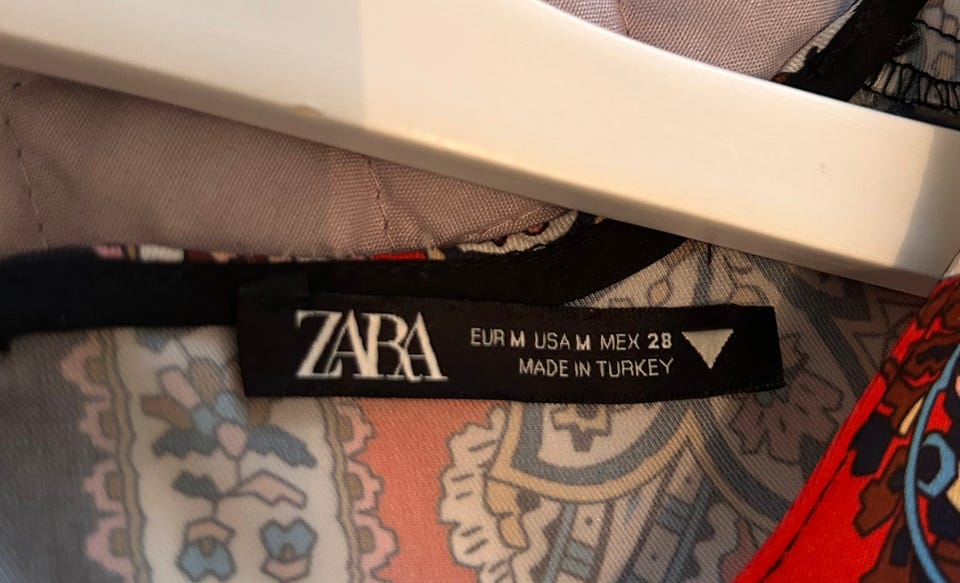 ZARA
EUR M USA M MEX 28
MADE IN TURKEY